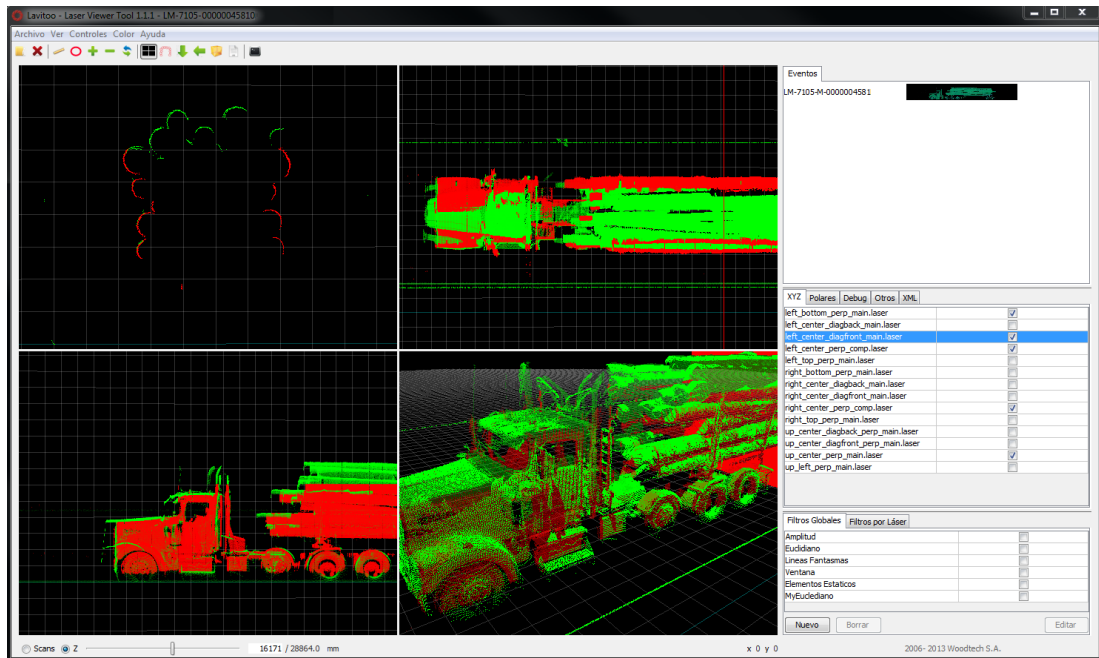 Lavitoo - Laser Viewer Tool 1.1.1 - LM-7105-00000045810
Archivo Ver Controles Color Ayuda
Eventos
LM-7105-M-0000004581
XYZ Polares Debug Otros XML
left_bottom_perp_main.laser
left_center_diagback_main.laser
left_center_diagfront_main.laser
left_center_perp_comp.laser
left_top_perp_main.laser
right_bottom_perp_main.laser
right_center_diagback_main.laser
right_center_diagfront_main.laser
right_center_perp_comp.laser
right_top_perp_main.laser
up_center_diagback_perp_main.laser
up_center_diagfront_perp_main.laser
up_center_perp_main.laser
up_left_perp_main.laser
Filtros Globales Filtros por Láser
Amplitud
Euclidiano
Lineas Fantasmas
Ventana
Elementos Estaticos
MyEuclediano
Nuevo Borrar Editar
Scans Z 16171 / 28864.0 mm x 0 y 0 2006- 2013 Woodtech S.A.